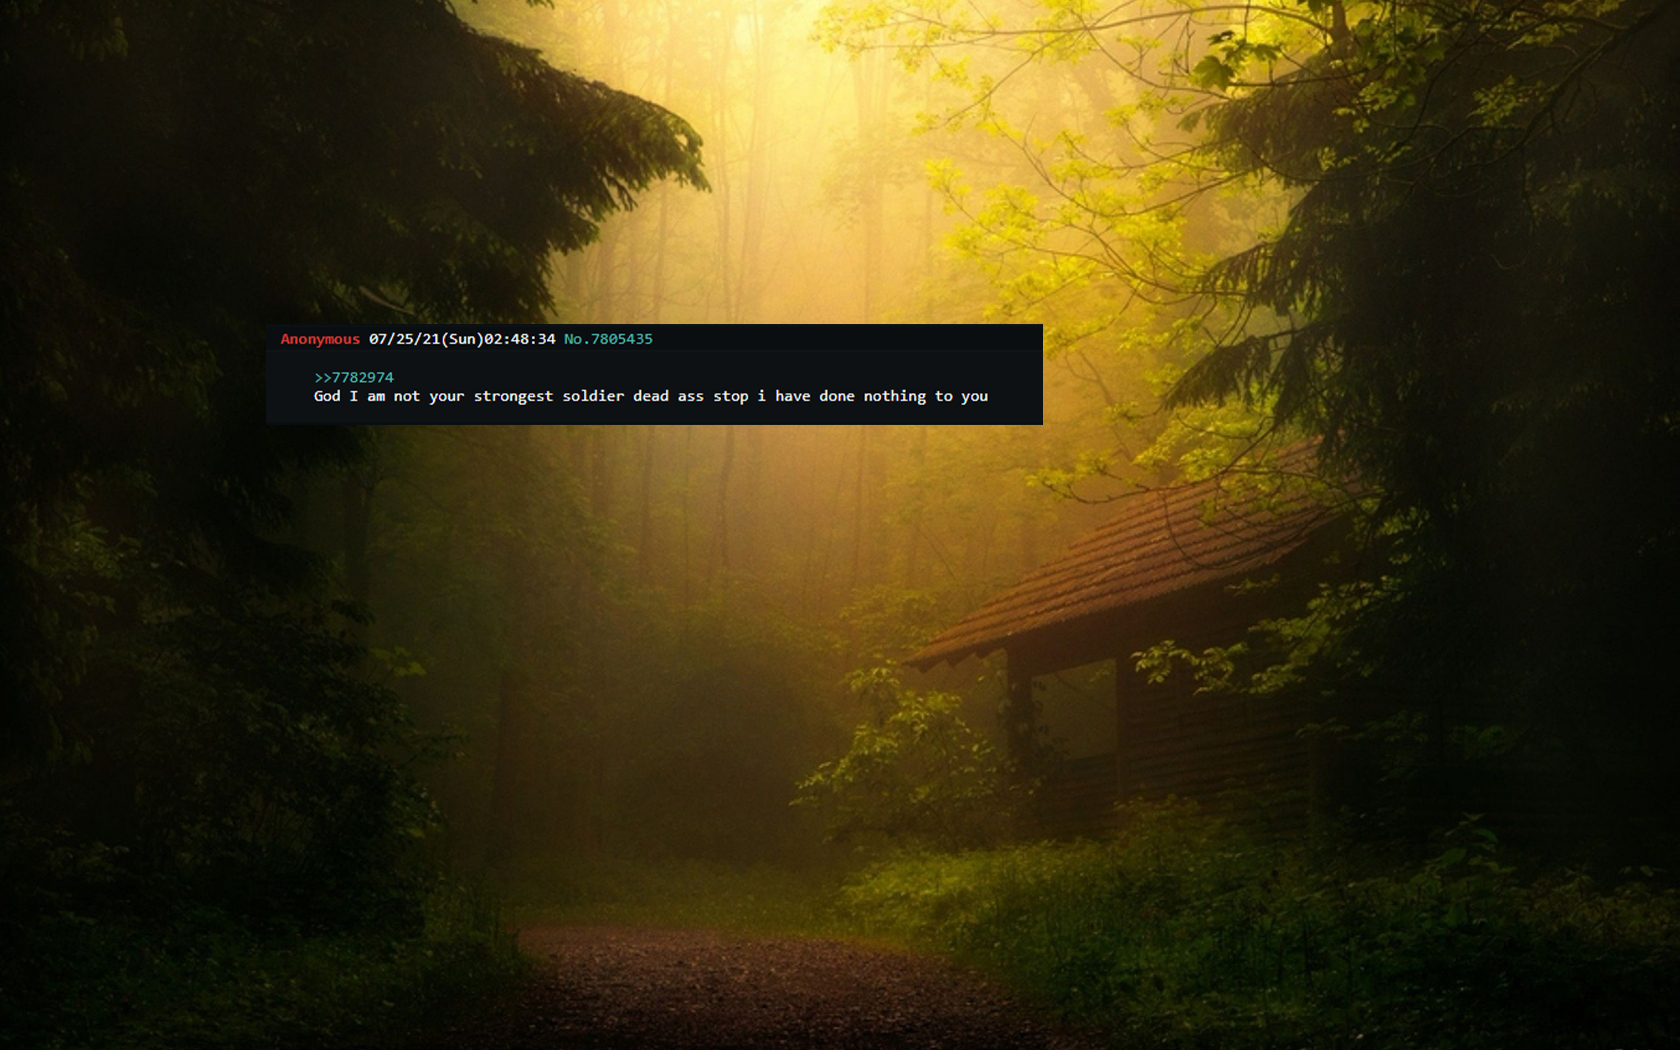 Anonymous 07/25/21(Sun)02:48:34 No.7805435
>>7782974
God I am not your strongest soldier dead ass stop i have done nothing to you